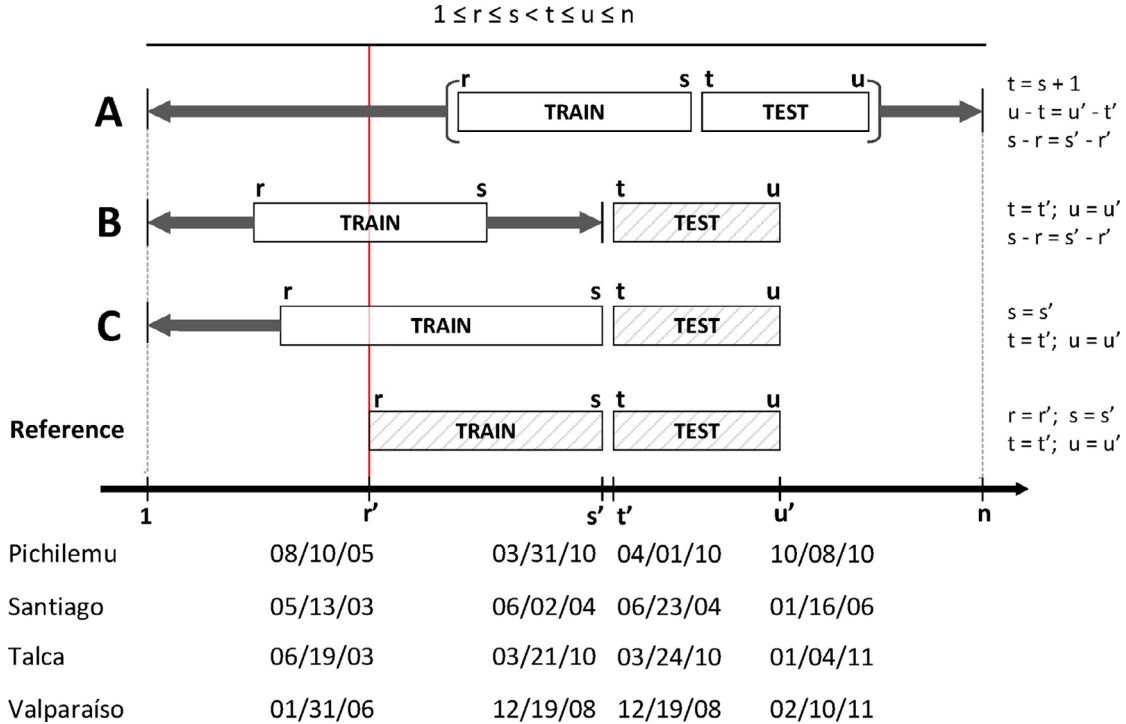 1 ≤ r ≤ s < t ≤ u ≤ n
A
r s t u
TRAIN TEST
t = s + 1
u - t = u' - t'
s - r = s' - r'
B
r s t u
TRAIN TEST
t = t'; u = u'
s - r = s' - r'
C
r s t u
TRAIN TEST
s = s'
t = t'; u = u'
Reference
r s t u
TRAIN TEST
r = r'; s = s'
t = t'; u = u'
1 r' s' t' u' n
Pichilemu 08/10/05 03/31/10 04/01/10 10/08/10
Santiago 05/13/03 06/02/04 06/23/04 01/16/06
Talca 06/19/03 03/21/10 03/24/10 01/04/11
Valparaíso 01/31/06 12/19/08 12/19/08 02/10/11